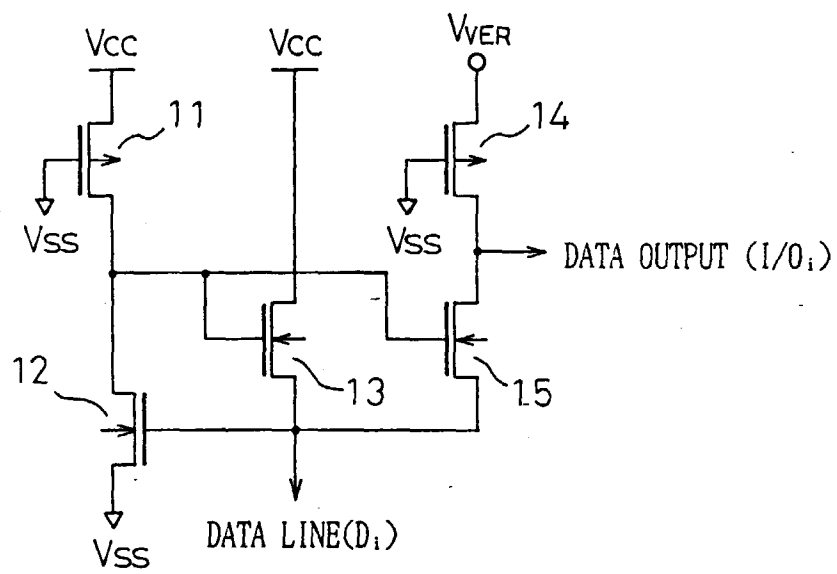 VCC VCC VVER
11 14
VSS VSS
DATA OUTPUT (I/Oi)
12 13 15
DATA LINE(Di)
VSS